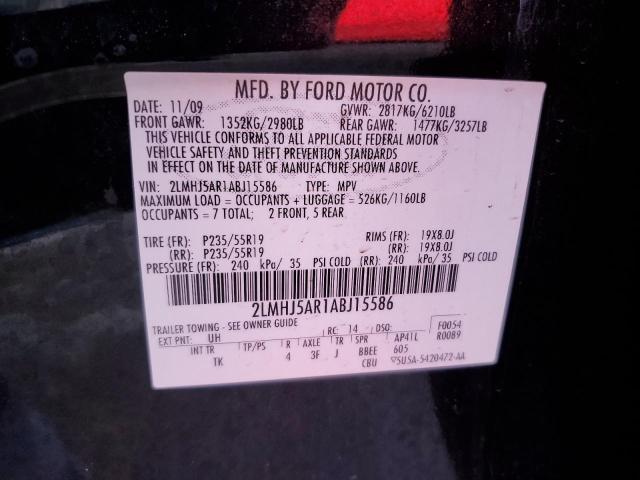 MFD. BY FORD MOTOR CO.
DATE: 11/09 GVWR: 2817KG/6210LB
FRONT GAWR: 1352KG/2980LB REAR GAWR: 1477KG/3257LB
THIS VEHICLE CONFORMS TO ALL APPLICABLE FEDERAL MOTOR
VEHICLE SAFETY AND THEFT PREVENTION STANDARDS
IN EFFECT ON THE DATE OF MANUFACTURE SHOWN ABOVE.
VIN: 2LMHJ5AR1ABJ15586 TYPE: MPV
MAXIMUM LOAD = OCCUPANTS + LUGGAGE = 526KG/1160LB
OCCUPANTS = 7 TOTAL; 2 FRONT, 5 REAR
TIRE (FR): P235/55R19 RIMS (FR): 19X8.0J
(RR): P235/55R19 (RR): 19X8.0J
PRESSURE (FR): 240 kPa/ 35 PSI COLD (RR): 240 kPa/ 35 PSI COLD
2LMHJ5AR1ABJ15586
TRAILER TOWING - SEE OWNER GUIDE RC: 14 DSO: F0054
EXT PNT: UH R0089
INT TR TP/PS R AXLE TR SPR AP41L
TK 4 3F J BBEE 605
CBU 5U5A-5420472-AA